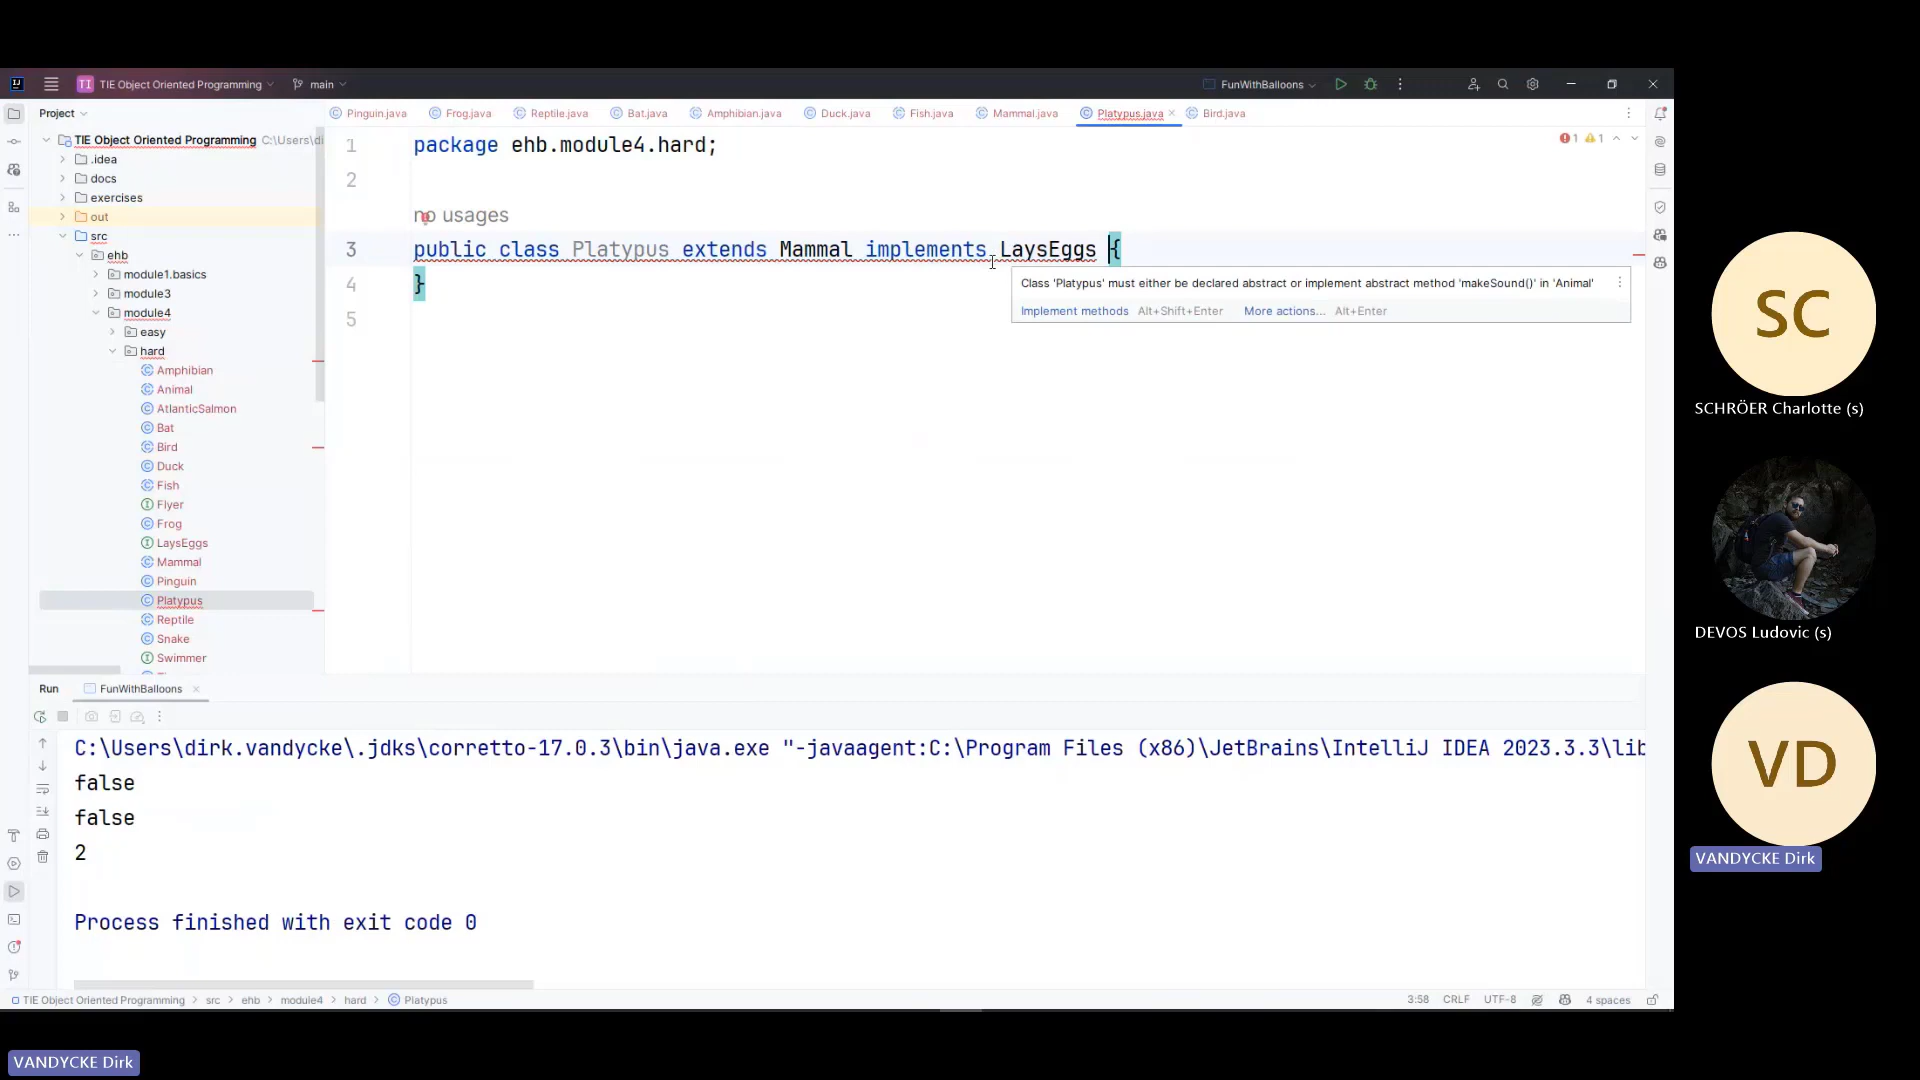 TI TIE Object Oriented Programming main FunWithBalloons
Project
Pinguin.java Frog.java Reptile.java Bat.java Amphibian.java Duck.java Fish.java Mammal.java Platypus.java Bird.java
TIE Object Oriented Programming C:\Users\di
.idea
docs
exercises
out
src
ehb
module1.basics
module3
module4
easy
hard
Amphibian
Animal
AtlanticSalmon
Bat
Bird
Duck
Fish
Flyer
Frog
LaysEggs
Mammal
Pinguin
Platypus
Reptile
Snake
Swimmer
1 package ehb.module4.hard;
1 1
2
no usages
3 public class Platypus extends Mammal implements LaysEggs {
4 }
5
Class 'Platypus' must either be declared abstract or implement abstract method 'makeSound()' in 'Animal'
Implement methods Alt+Shift+Enter More actions... Alt+Enter
Run FunWithBalloons
C:\Users\dirk.vandycke\.jdks\corretto-17.0.3\bin\java.exe "-javaagent:C:\Program Files (x86)\JetBrains\IntelliJ IDEA 2023.3.3\lib
false
false
2
Process finished with exit code 0
TIE Object Oriented Programming > src > ehb > module4 > hard > Platypus
3:58 CRLF UTF-8 4 spaces
SC
SCHRÖER Charlotte (s)
DEVOS Ludovic (s)
VD
VANDYCKE Dirk
VANDYCKE Dirk